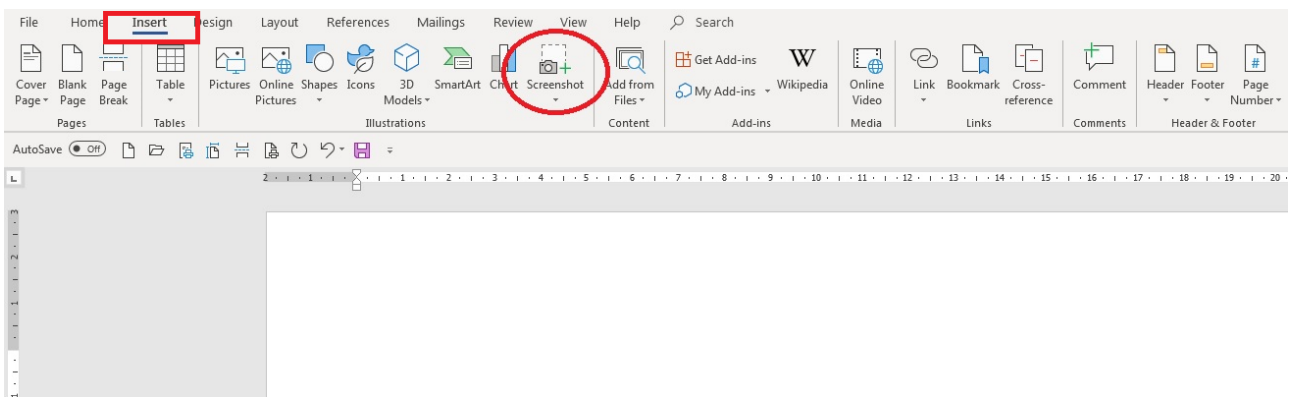 File Home Insert Design Layout References Mailings Review View Help Search
Cover Page Blank Page Page Break Table Pictures Online Pictures Shapes Icons 3D Models SmartArt Chart Screenshot Add from Files Get Add-ins My Add-ins Wikipedia Online Video Link Bookmark Cross-reference Comment Header Footer Page Number
Pages Tables Illustrations Content Add-ins Media Links Comments Header & Footer
AutoSave Off
L 2 1 1 2 3 4 5 6 7 8 9 10 11 12 13 14 15 16 17 18 19 20
3
2
1
1